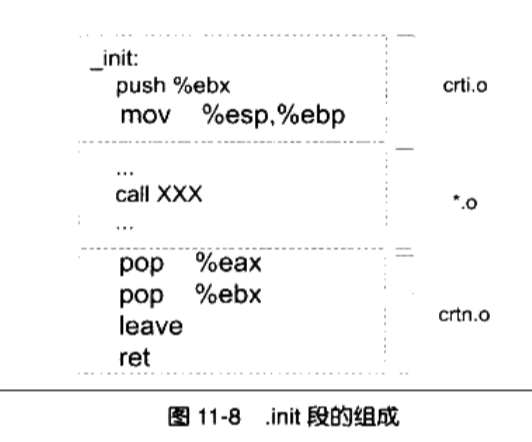 _init:
push %ebx
mov %esp,%ebp
crti.o
...
call XXX
...
*.o
pop %eax
pop %ebx
leave
ret
crtn.o
图 11-8 .init 段的组成